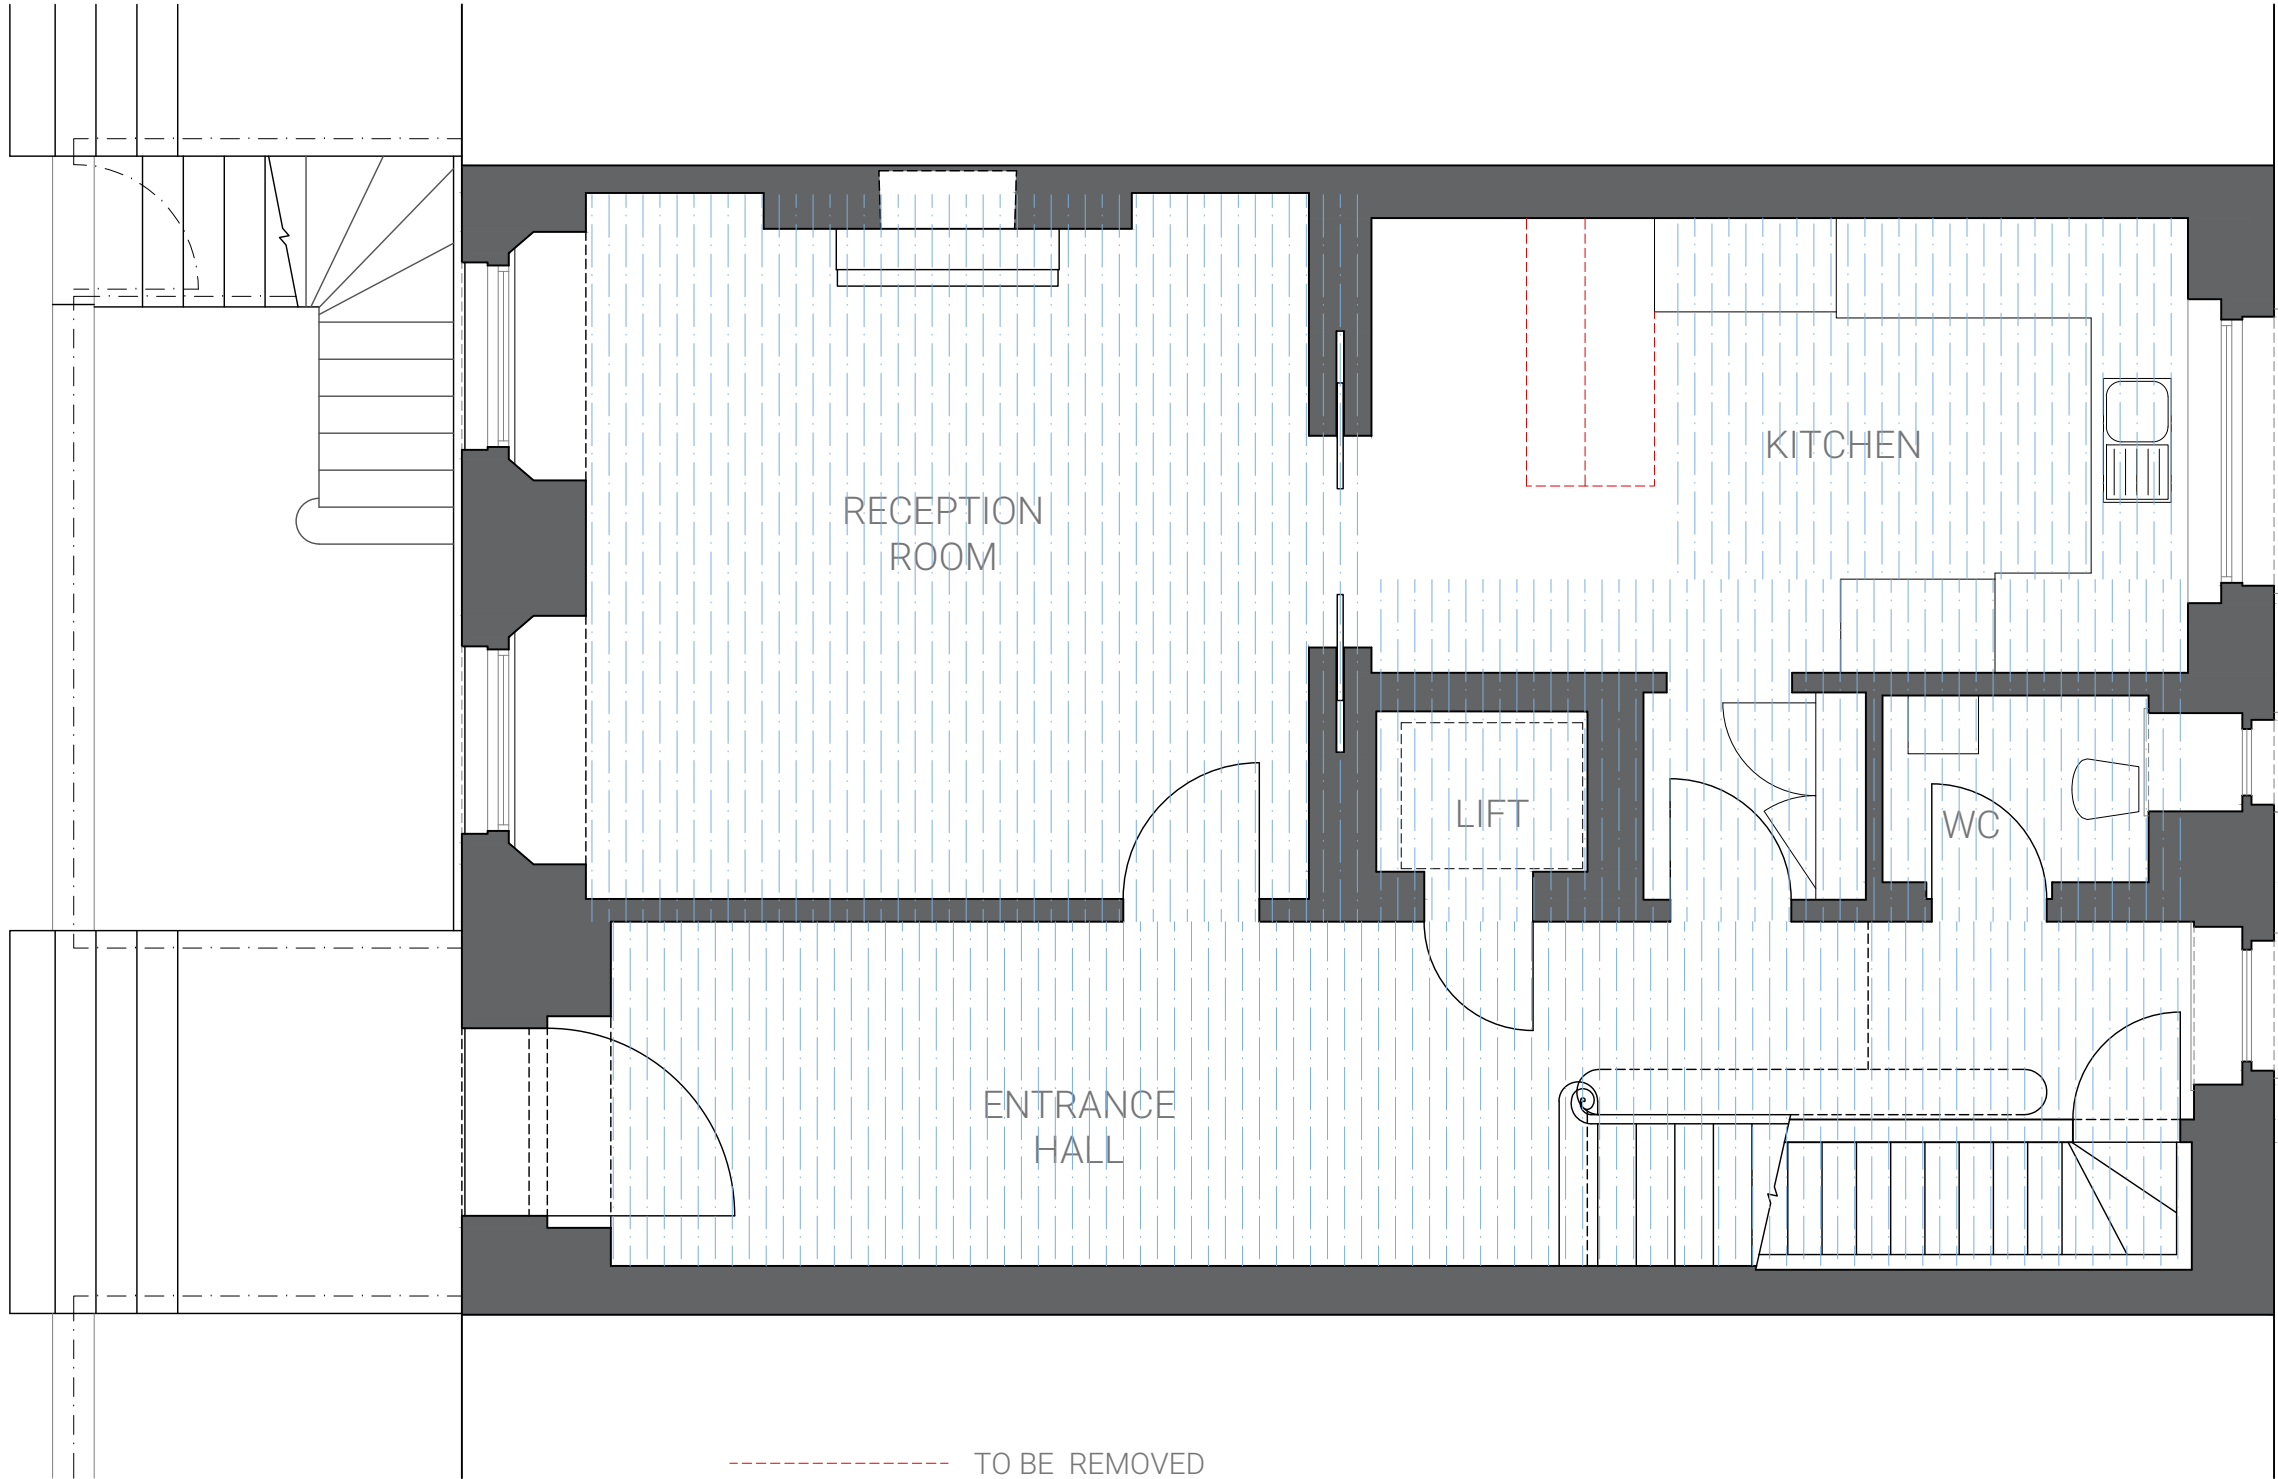 KITCHEN
RECEPTION
ROOM
LIFT
WC
ENTRANCE
HALL
TO BE REMOVED